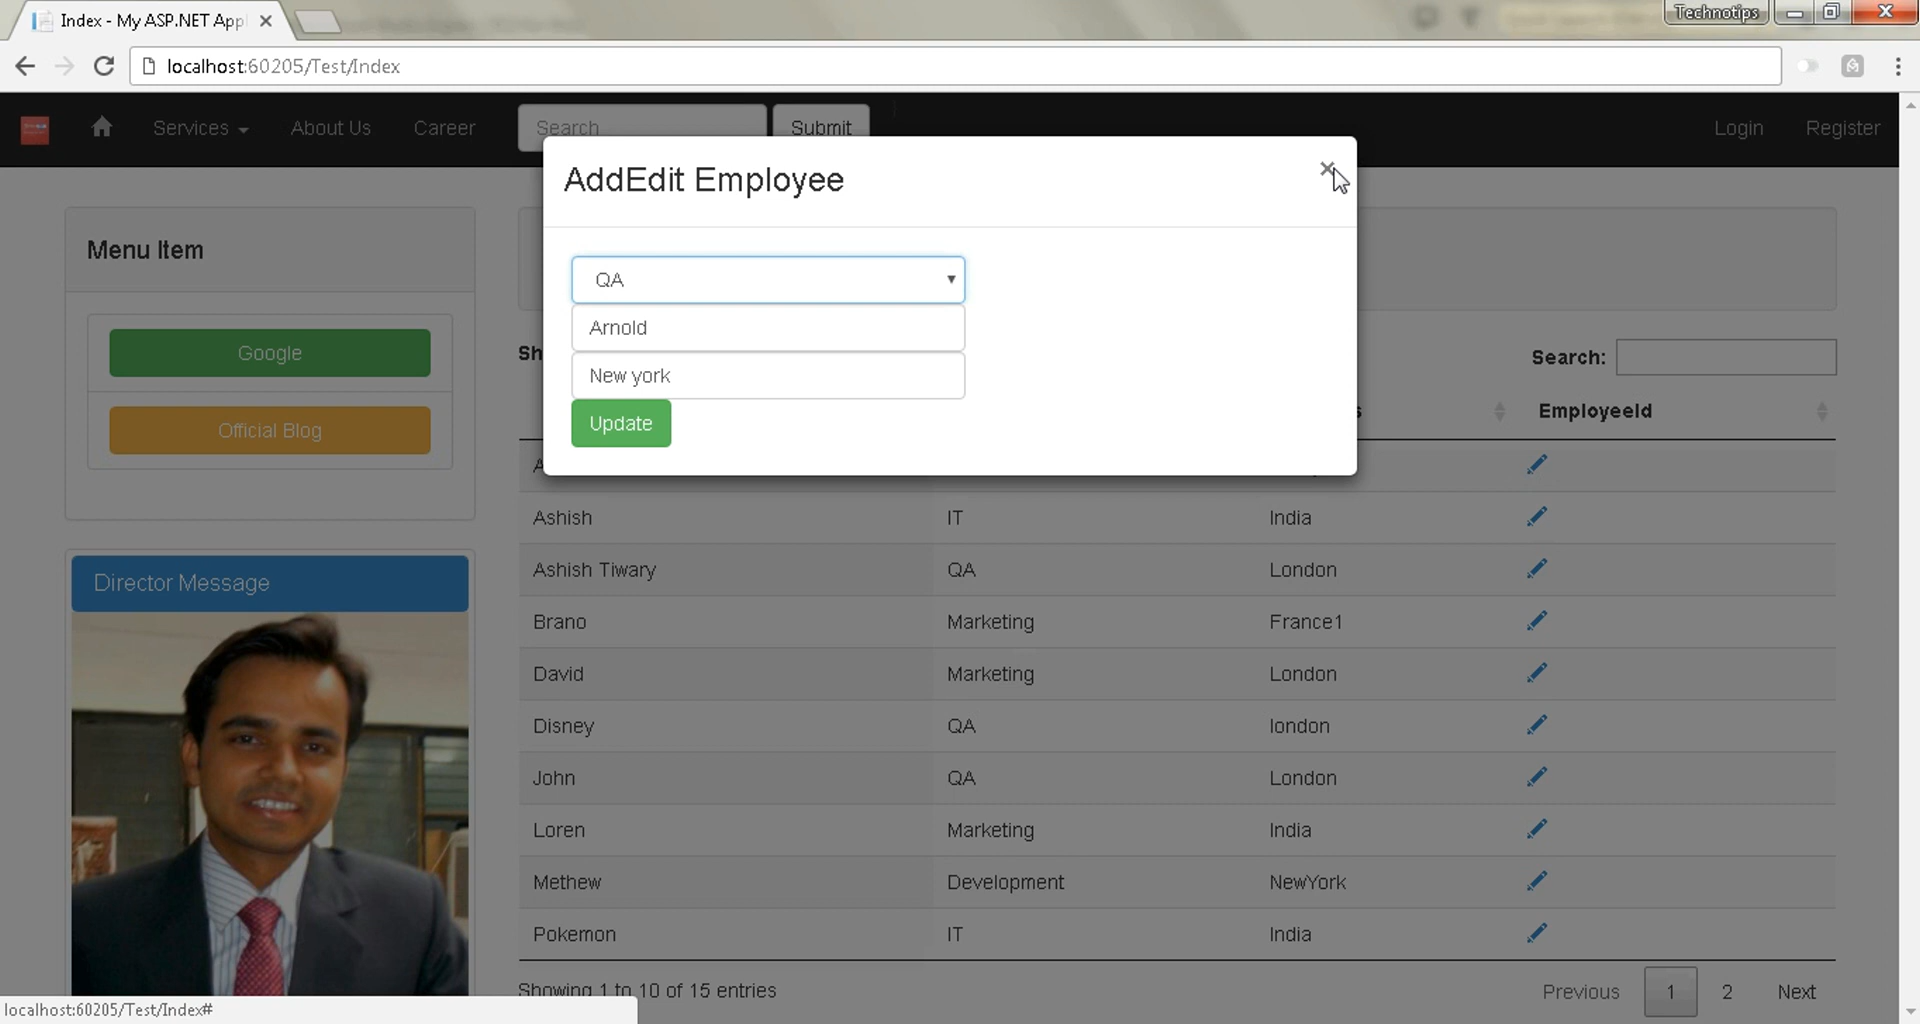 Index - My ASP.NET App
Technotips
localhost:60205/Test/Index
Services
About Us
Career
Search
Submit
Login
Register
AddEdit Employee
×
QA
Arnold
New york
Update
Menu Item
Google
Official Blog
Director Message
Sh
Search:
s
EmployeeId
A
Ashish IT India
Ashish Tiwary QA London
Brano Marketing France1
David Marketing London
Disney QA london
John QA London
Loren Marketing India
Methew Development NewYork
Pokemon IT India
Showing 1 to 10 of 15 entries
Previous 1 2 Next
localhost:60205/Test/Index#